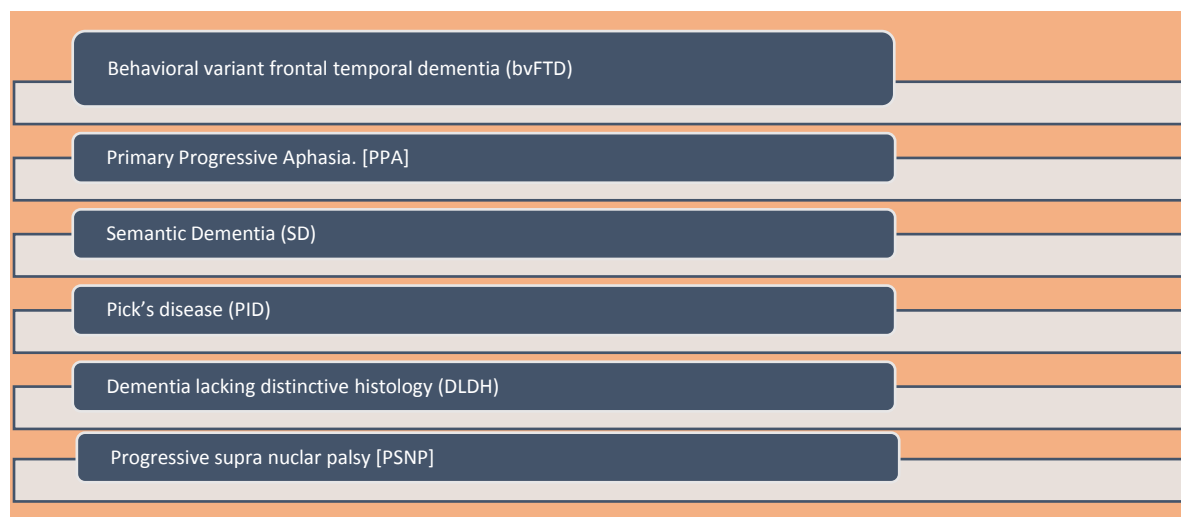 Behavioral variant frontal temporal dementia (bvFTD)
Primary Progressive Aphasia. [PPA]
Semantic Dementia (SD)
Pick’s disease (PID)
Dementia lacking distinctive histology (DLDH)
Progressive supra nuclar palsy [PSNP]